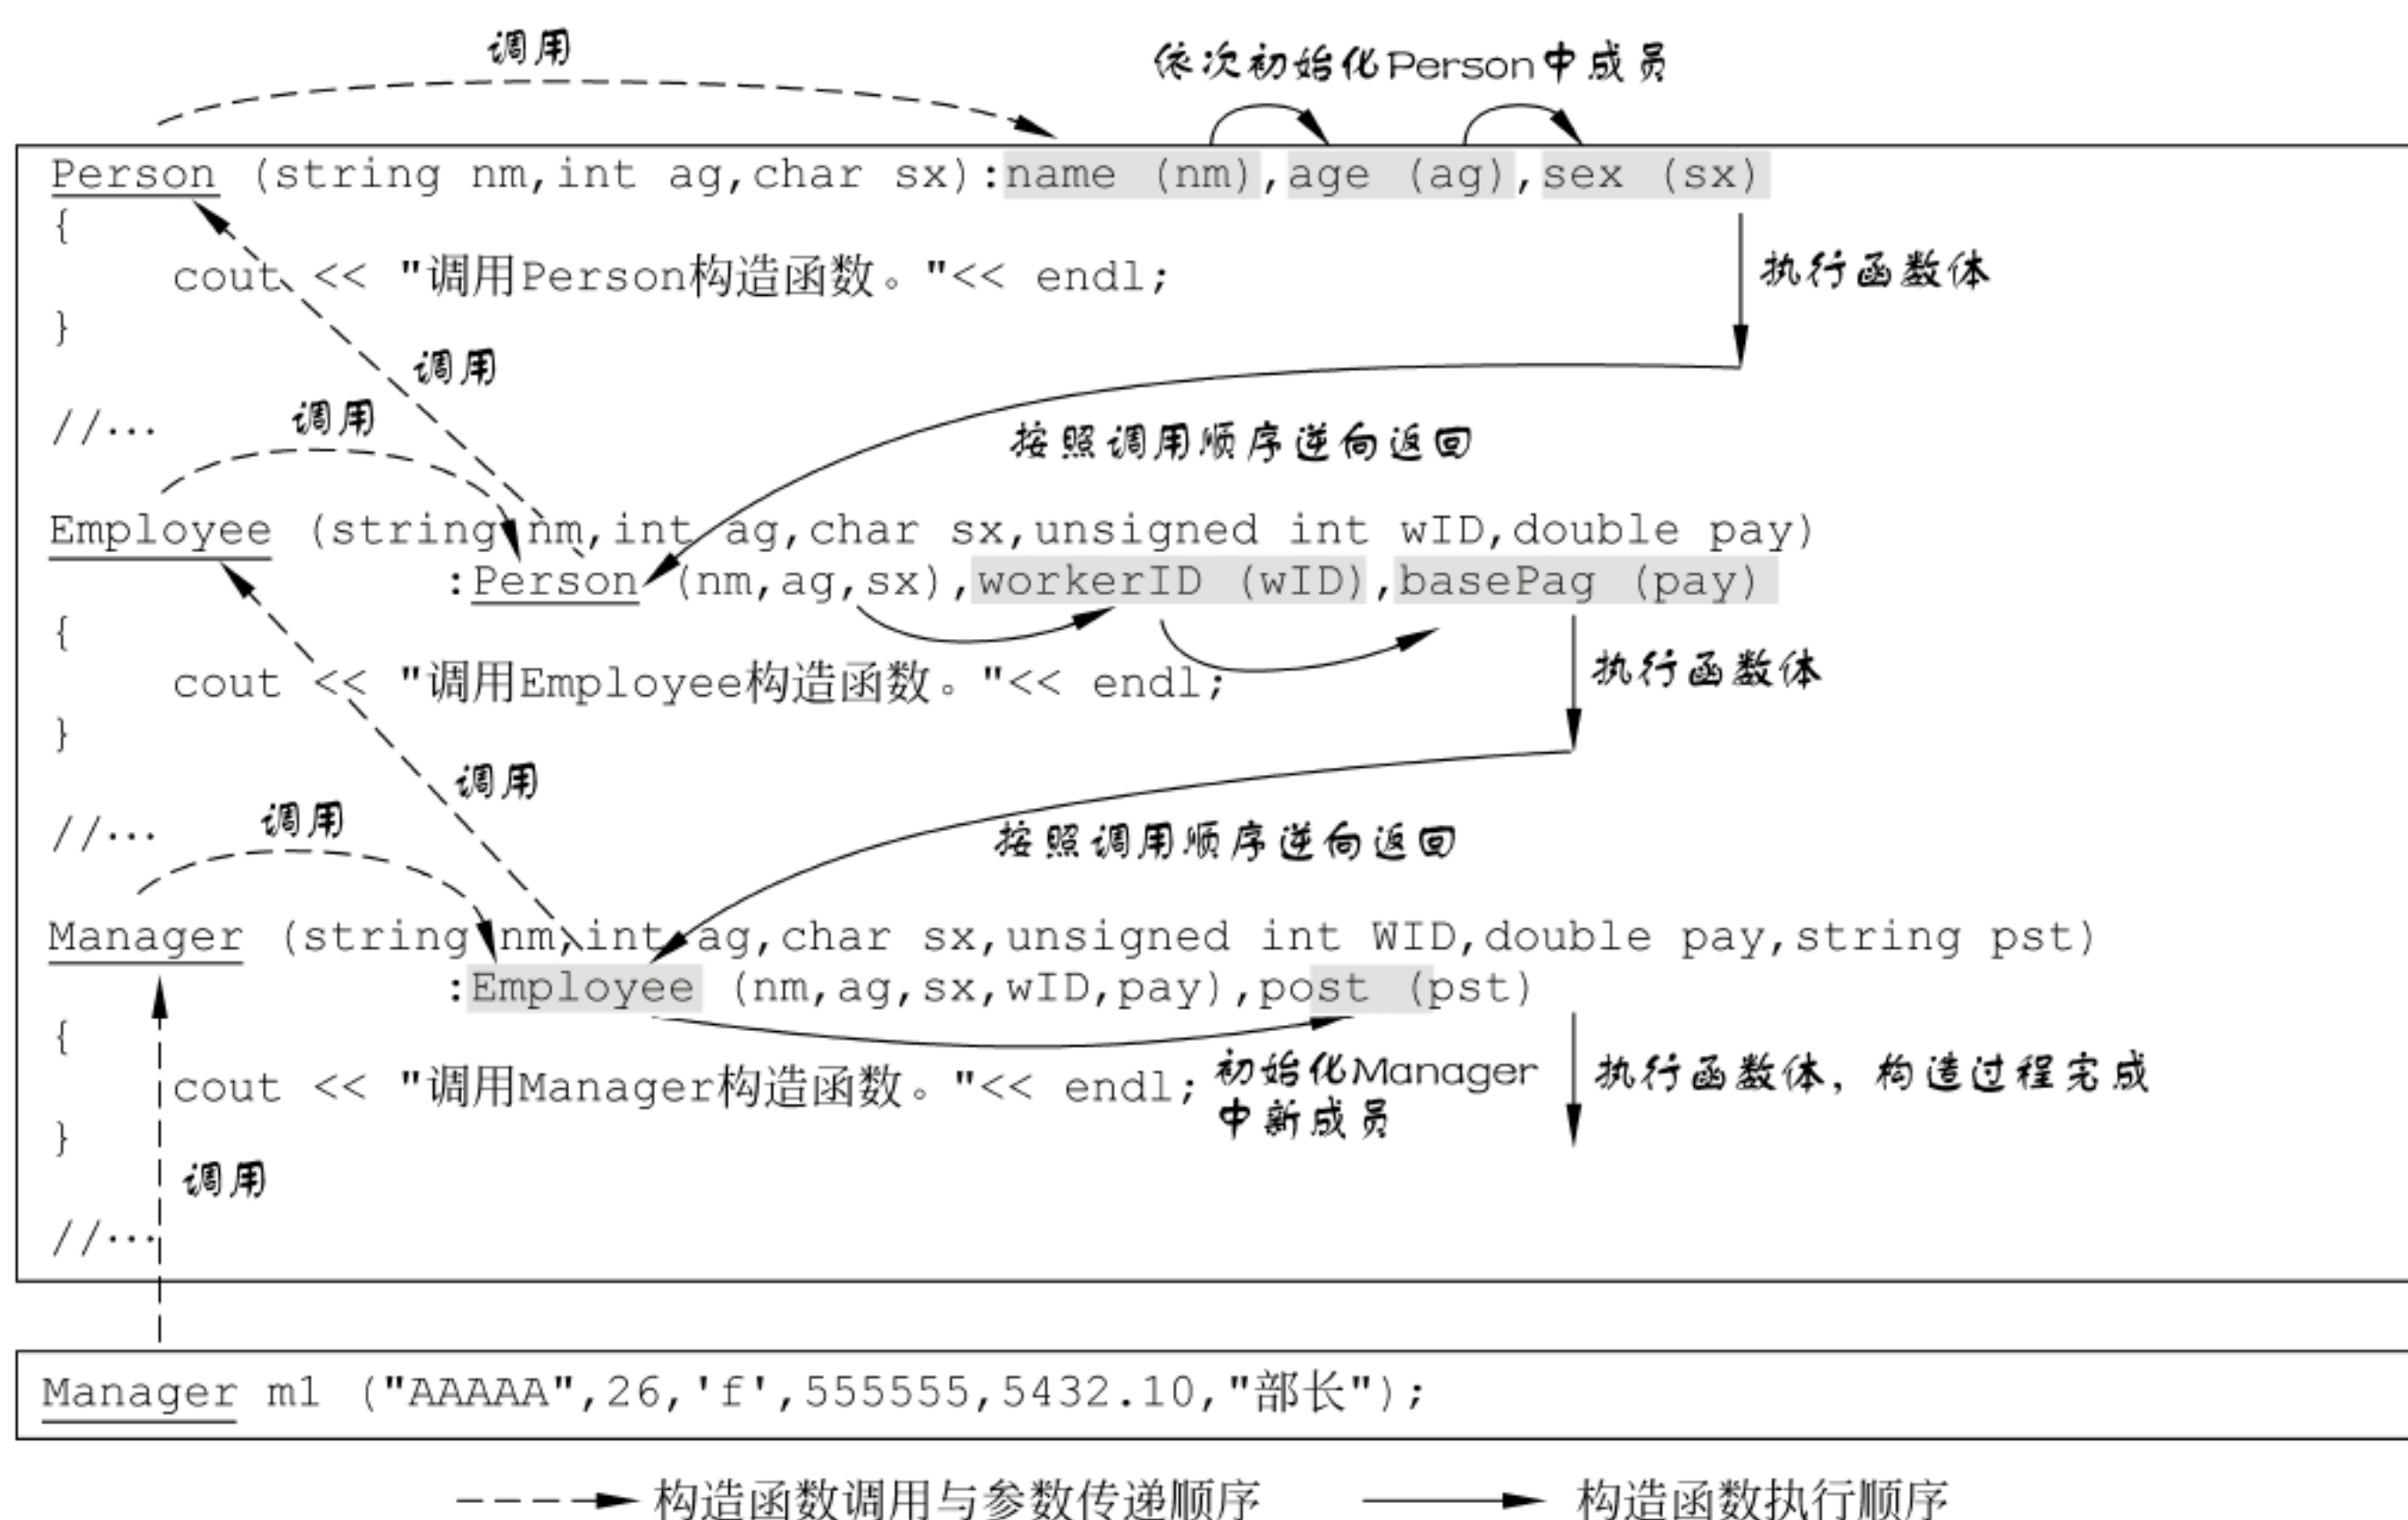 调用
依次初始化Person中成员
Person (string nm,int ag,char sx):name (nm),age (ag),sex (sx)
{
cout << "调用Person构造函数。"<< endl;
执行函数体
}
调用
//…
调用
按照调用顺序逆向返回
Employee (string nm,int ag,char sx,unsigned int wID,double pay)
:Person (nm,ag,sx),workerID (wID),basePag (pay)
{
cout << "调用Employee构造函数。"<< endl;
执行函数体
}
调用
//…
调用
按照调用顺序逆向返回
Manager (string nm,int ag,char sx,unsigned int WID,double pay,string pst)
:Employee (nm,ag,sx,wID,pay),post (pst)
{
cout << "调用Manager构造函数。"<< endl;
初始化Manager
中新成员
执行函数体，构造过程完成
}
调用
//…
Manager m1 ("AAAAA",26,'f',555555,5432.10,"部长");
构造函数调用与参数传递顺序
构造函数执行顺序